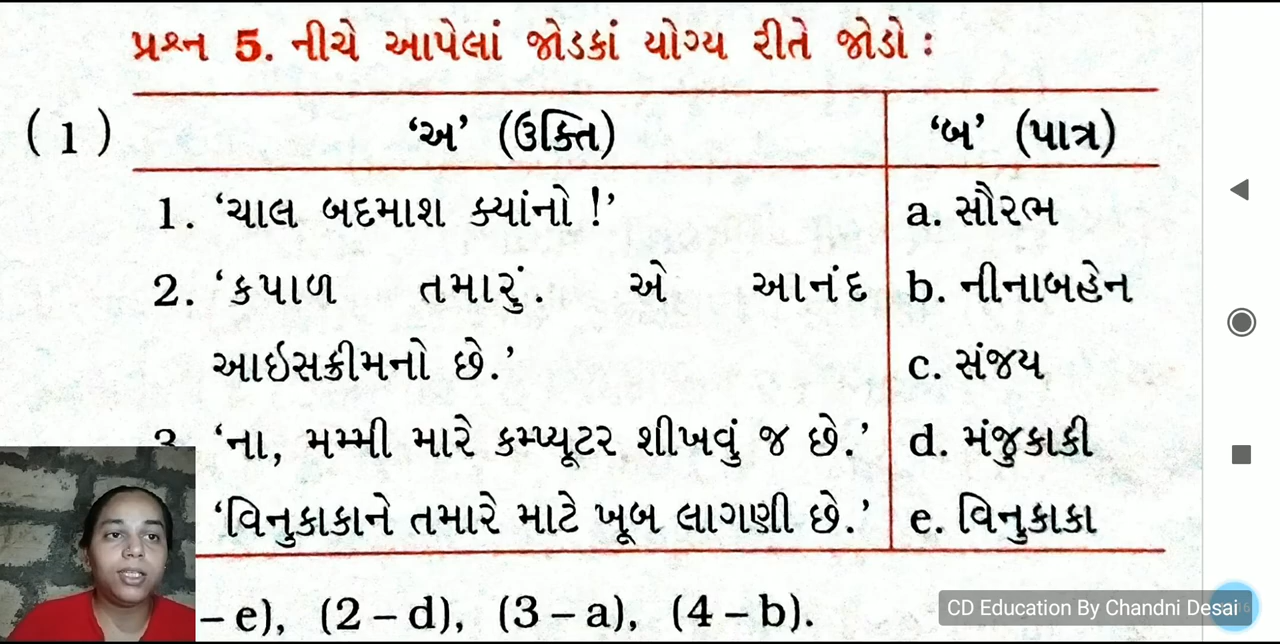 પ્રશ્ન 5. નીચે આપેલાં જોડકાં યોગ્ય રીતે જોડો :
(1) ‘અ’ (ઉક્તિ) ‘બ’ (પાત્ર)
1. ‘ચાલ બદમાશ ક્યાંનો !’ a. સૌરભ
2. ‘કપાળ તમારું. એ આનંદ b. નીનાબહેન
આઇસક્રીમનો છે.’ c. સંજય
‘ના, મમ્મી મારે કમ્પ્યૂટર શીખવું જ છે.’ d. મંજુકાકી
‘વિનુકાકાને તમારે માટે ખૂબ લાગણી છે.’ e. વિનુકાકા
– e), (2 – d), (3 – a), (4 – b).
CD Education By Chandni Desai